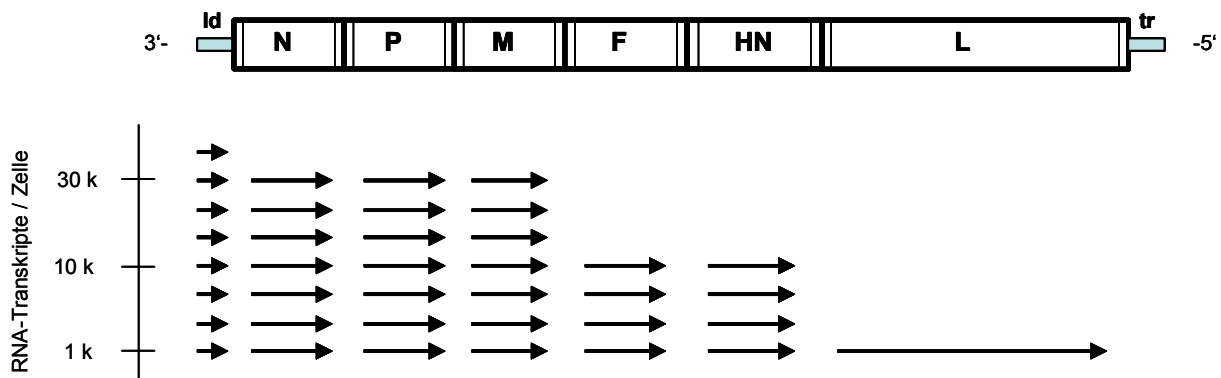 ld tr
3‘- N P M F HN L -5‘
RNA-Transkripte / Zelle
30 k
10 k
1 k